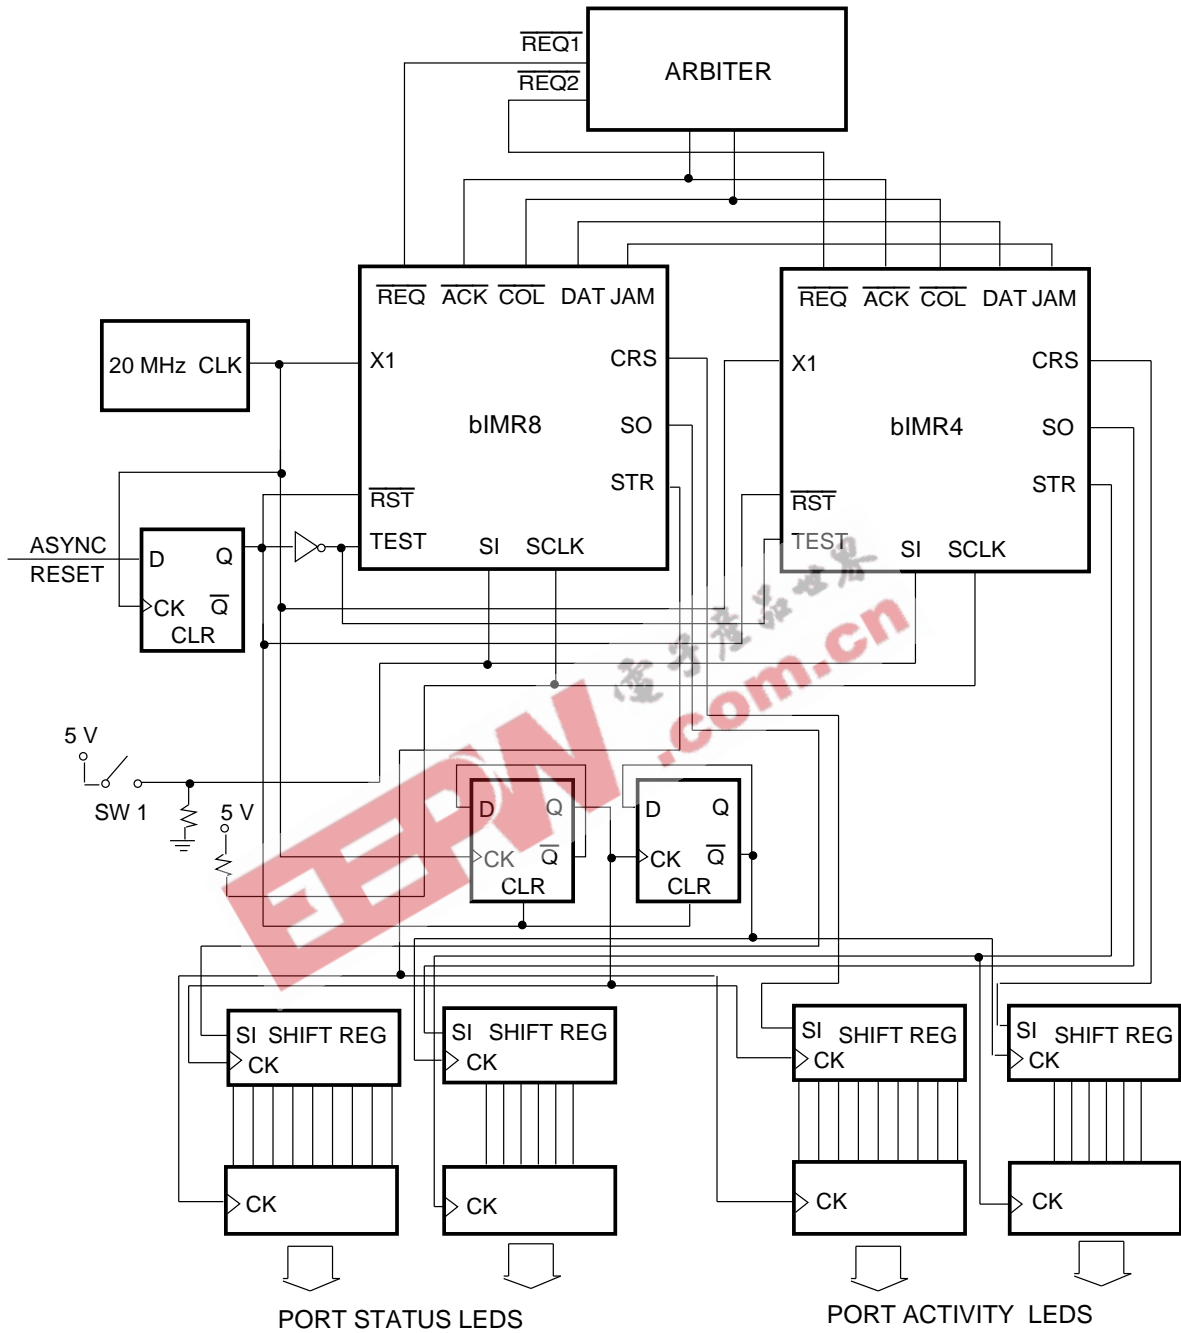 REQ1
ARBITER
REQ2
REQ ACK COL DAT JAM
REQ ACK COL DAT JAM
20 MHz CLK
X1
CRS
X1
CRS
bIMR8
SO
bIMR4
SO
STR
STR
RST
RST
ASYNC
RESET
D Q
TEST
SI SCLK
TEST
SI SCLK
CK Q
CLR
電子產品世界
.com.cn
EEPW
5 V
SW 1
5 V
D Q
CK Q
CLR
D Q
CK Q
CLR
SI SHIFT REG
CK
SI SHIFT REG
CK
SI SHIFT REG
CK
SI SHIFT REG
CK
CK
CK
CK
CK
PORT STATUS LEDS
PORT ACTIVITY LEDS